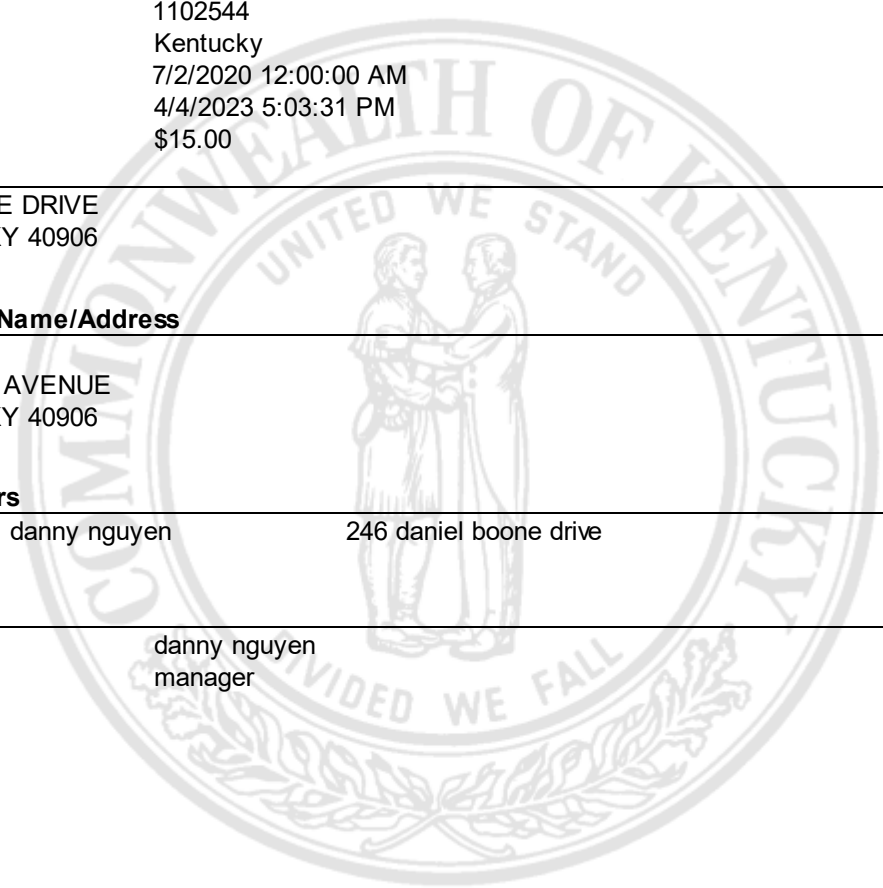 1102544
Kentucky
7/2/2020 12:00:00 AM
4/4/2023 5:03:31 PM
$15.00
E DRIVE
KY 40906
Name/Address
AVENUE
KY 40906
rs
danny nguyen 246 daniel boone drive
danny nguyen
manager
COMMONWEALTH OF KENTUCKY
UNITED WE STAND
DIVIDED WE FALL